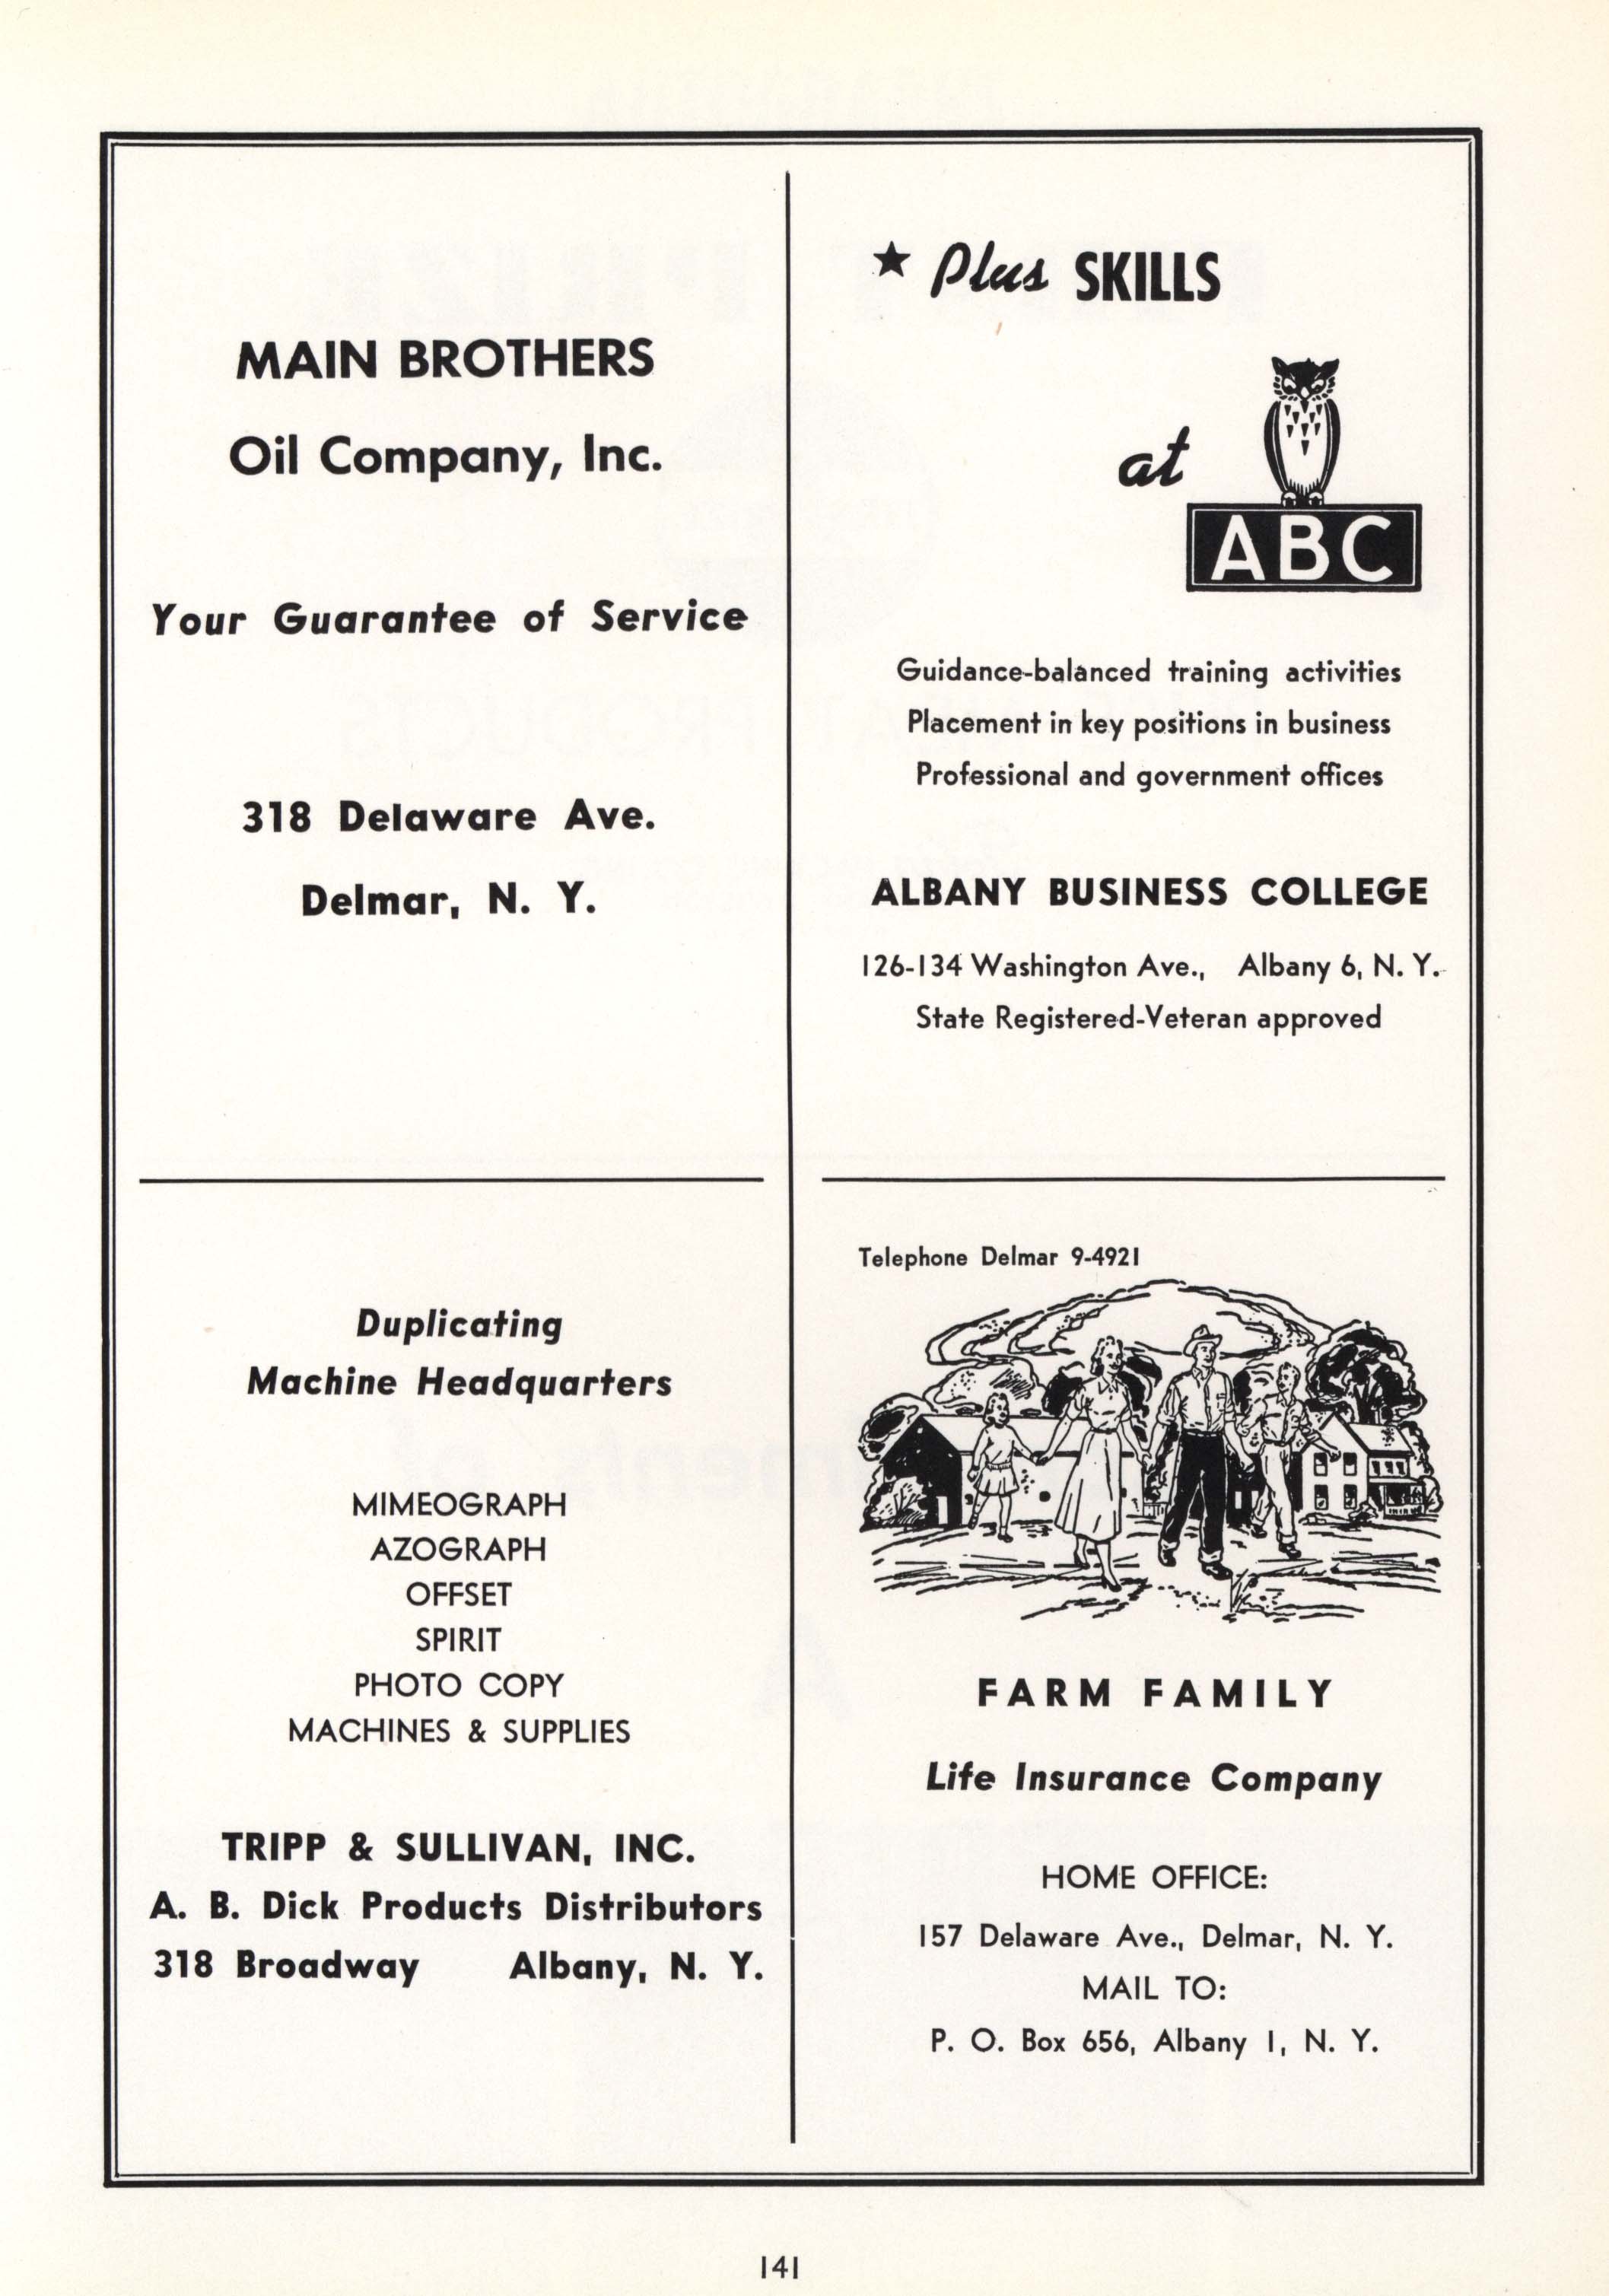 MAIN BROTHERS
Oil Company, Inc.
Your Guarantee of Service
318 Delaware Ave.
Delmar, N. Y.
★ Plus SKILLS
at
ABC
Guidance-balanced training activities
Placement in key positions in business
Professional and government offices
ALBANY BUSINESS COLLEGE
126-134 Washington Ave., Albany 6, N. Y.
State Registered-Veteran approved
Duplicating
Machine Headquarters
MIMEOGRAPH
AZOGRAPH
OFFSET
SPIRIT
PHOTO COPY
MACHINES & SUPPLIES
TRIPP & SULLIVAN, INC.
A. B. Dick Products Distributors
318 Broadway Albany, N. Y.
Telephone Delmar 9-4921
FARM FAMILY
Life Insurance Company
HOME OFFICE:
157 Delaware Ave., Delmar, N. Y.
MAIL TO:
P. O. Box 656, Albany 1, N. Y.
141